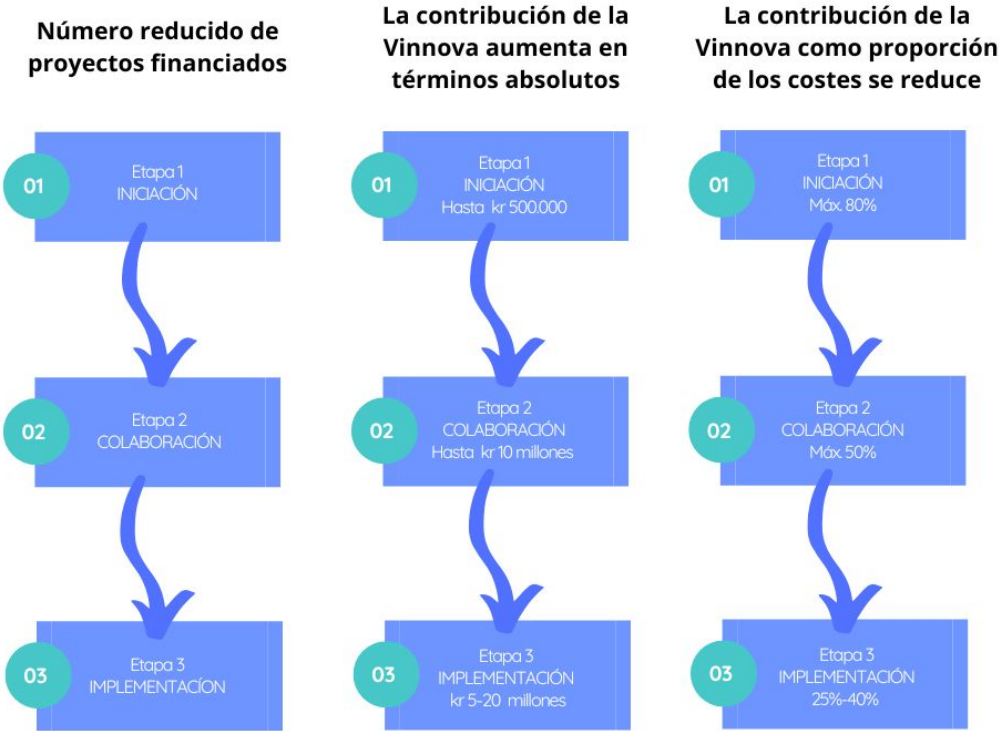 Número reducido de
proyectos financiados
01
Etapa 1
INICIACIÓN
02
Etapa 2
COLABORACIÓN
03
Etapa 3
IMPLEMENTACÍON
La contribución de la
Vinnova aumenta en
términos absolutos
01
Etapa 1
INICIACIÓN
Hasta kr 500.000
02
Etapa 2
COLABORACIÓN
Hasta kr 10 millones
03
Etapa 3
IMPLEMENTACIÓN
kr 5-20 millones
La contribución de la
Vinnova como proporción
de los costes se reduce
01
Etapa 1
INICIACIÓN
Máx. 80%
02
Etapa 2
COLABORACIÓN
Máx. 50%
03
Etapa 3
IMPLEMENTACIÓN
25%-40%